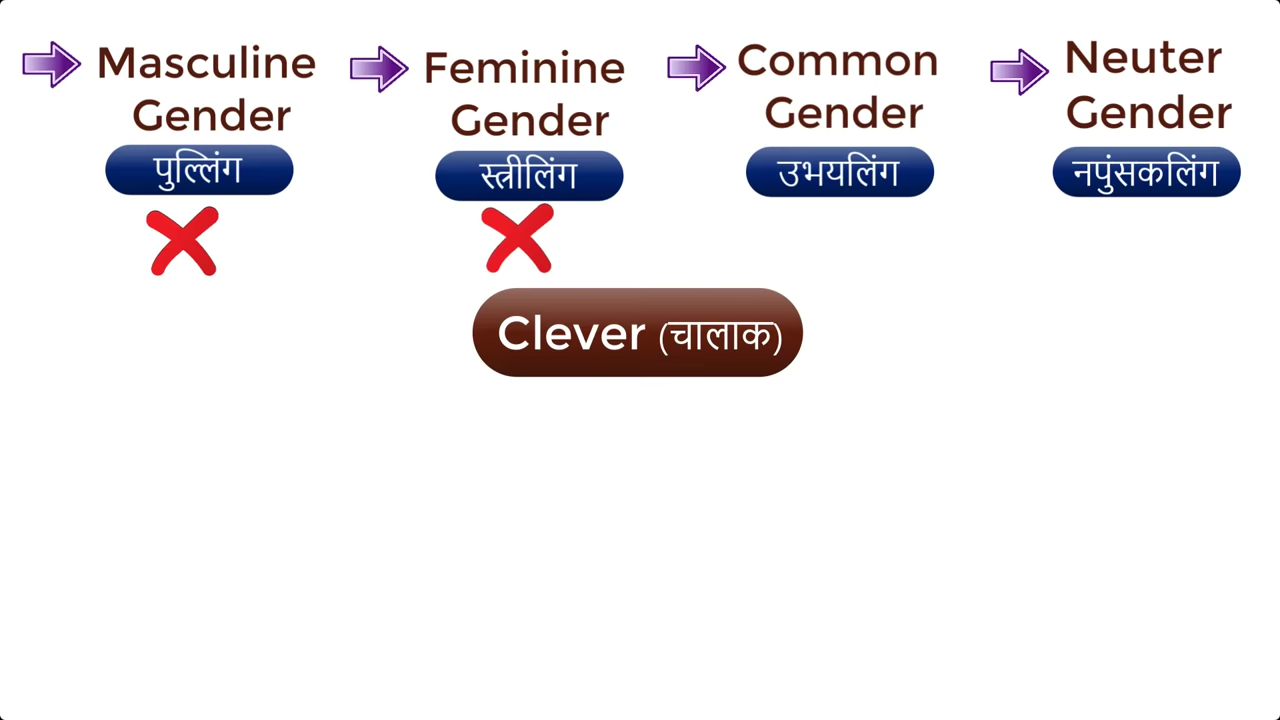 Masculine
Gender
पुल्लिंग
Feminine
Gender
स्त्रीलिंग
Common
Gender
उभयलिंग
Neuter
Gender
नपुंसकलिंग
Clever (चालाक)